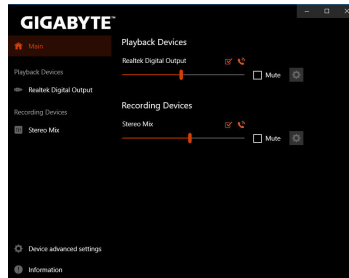 GIGABYTE™
Main
Playback Devices
Realtek Digital Output
Recording Devices
Stereo Mix
Device advanced settings
Information
Playback Devices
Realtek Digital Output
Mute
Recording Devices
Stereo Mix
Mute